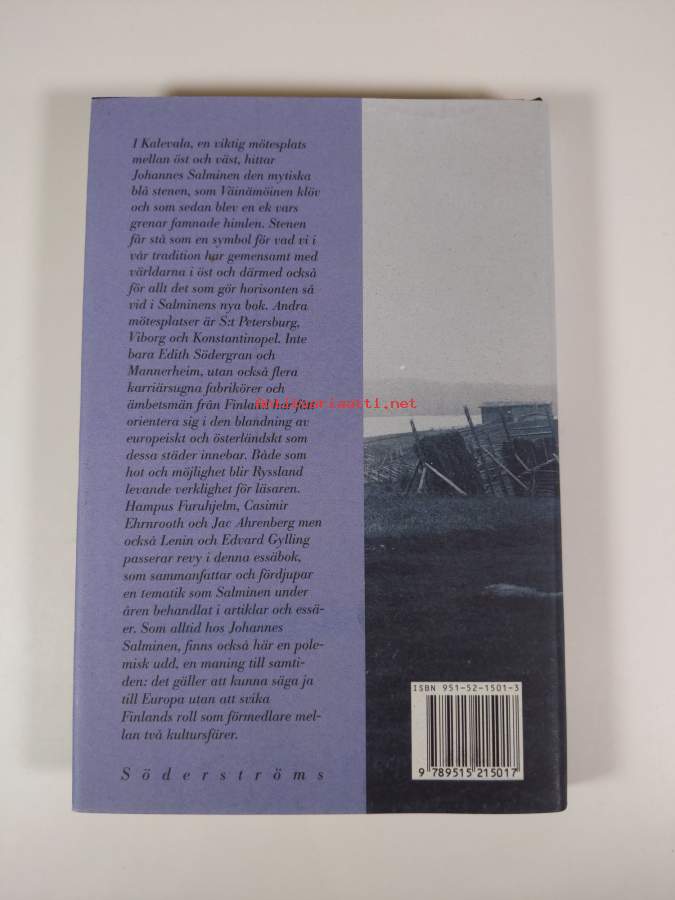 I Kalevala, en viktig mötesplats
mellan öst och väst, hittar
Johannes Salminen den mytiska
blå stenen, som Väinämöinen klöv
och som sedan blev en ek vars
grenar famnade himlen. Stenen
får stå som en symbol för vad vi i
vår tradition har gemensamt med
världarna i öst och därmed också
för allt det som gör horisonten så
vid i Salminens nya bok. Andra
mötesplatser är S:t Petersburg,
Viborg och Konstantinopel. Inte
bara Edith Södergran och
Mannerheim, utan också flera
karriärsugna fabrikörer och
ämbetsmän från Finland har fått
antikvariaatti.net
orientera sig i den blandning av
europeiskt och österländskt som
dessa städer innebar. Både som
hot och möjlighet blir Ryssland
levande verklighet för läsaren.
Hampus Furuhjelm, Casimir
Ehrnrooth och Jac Ahrenberg men
också Lenin och Edvard Gylling
passerar revy i denna essäbok,
som sammanfattar och fördjupar
en tematik som Salminen under
åren behandlat i artiklar och essä-
er. Som alltid hos Johannes
Salminen, finns också här en pole-
misk udd, en maning till samti-
den: det gäller att kunna säga ja
till Europa utan att svika
Finlands roll som förmedlare mel-
lan två kultursfärer.
Söderströms
ISBN 951-52-1501-3
9 789515 215017